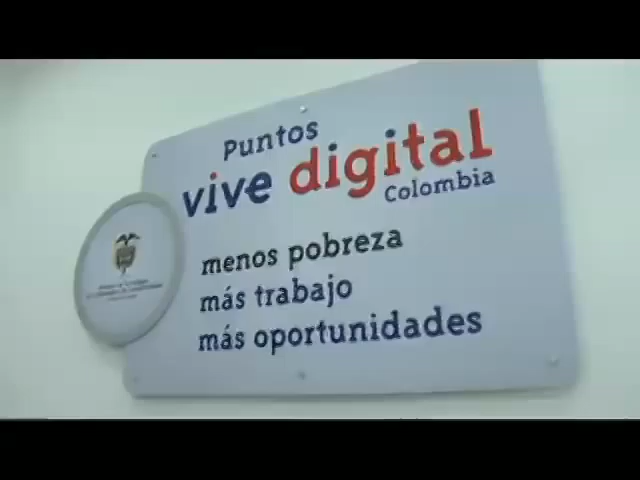 Puntos
vive digital
Colombia
menos pobreza
más trabajo
más oportunidades